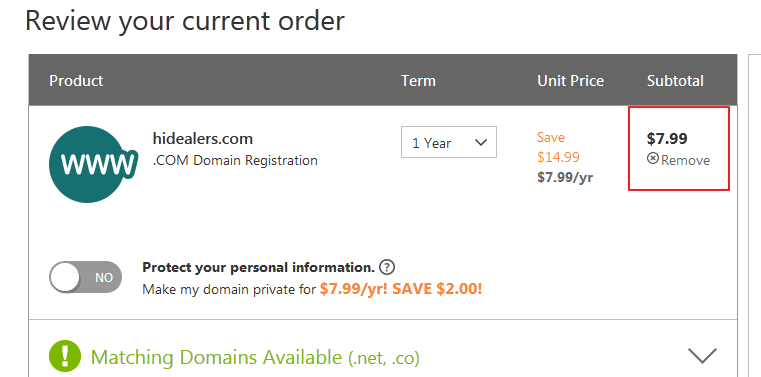 Review your current order
Product Term Unit Price Subtotal
www
hidealers.com
.COM Domain Registration
1 Year
Save
$14.99
$7.99/yr
$7.99
Remove
NO
Protect your personal information. ?
Make my domain private for $7.99/yr! SAVE $2.00!
! Matching Domains Available (.net, .co)